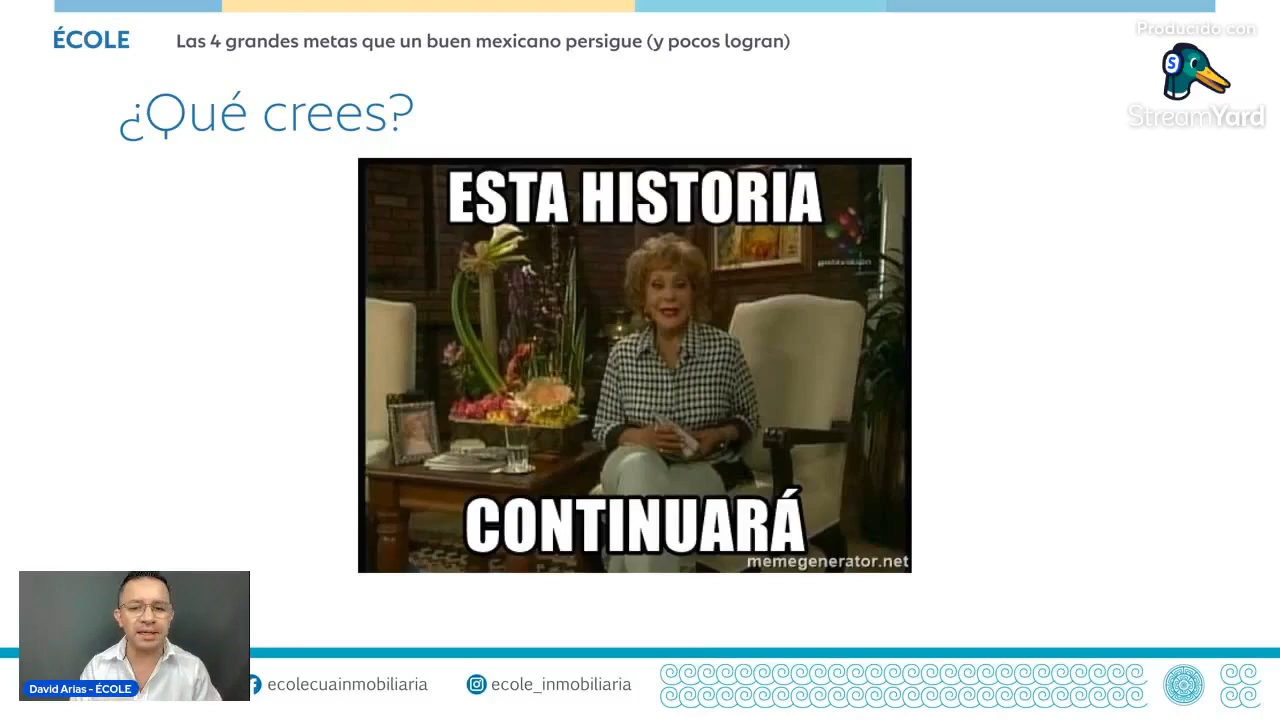 ÉCOLE
Las 4 grandes metas que un buen mexicano persigue (y pocos logran)
Producido con
S
StreamYard
¿Qué crees?
ESTA HISTORIA
CONTINUARÁ
memegenerator.net
David Arias - ÉCOLE
ecolecuainmobiliaria
ecole_inmobiliaria